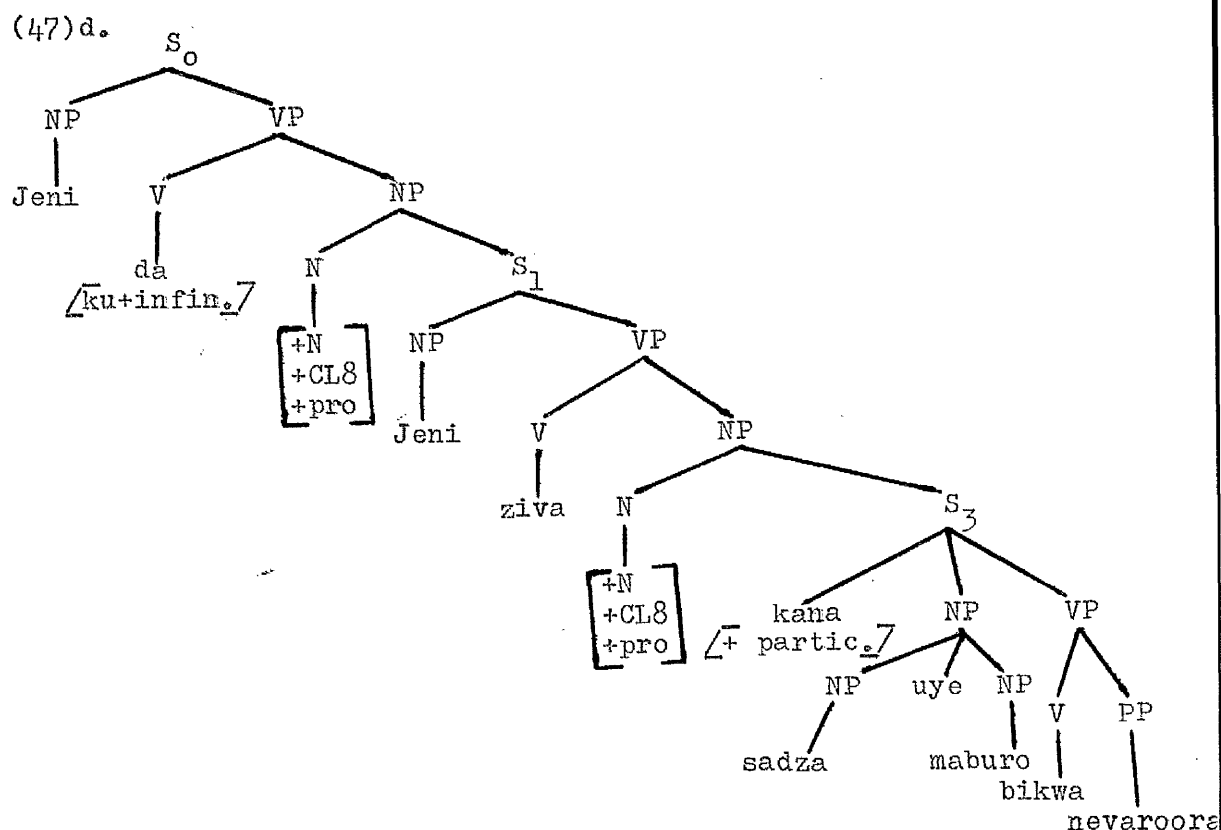 (47)d.
S0
NP VP
Jeni V NP
da N S1
[ku+infin.]
+N NP VP
+CL8
+pro
Jeni V NP
ziva N S3
+N kana NP VP
+CL8 [+ partic.]
+pro
NP uye NP V PP
sadza maburo
bikwa
nevaroora